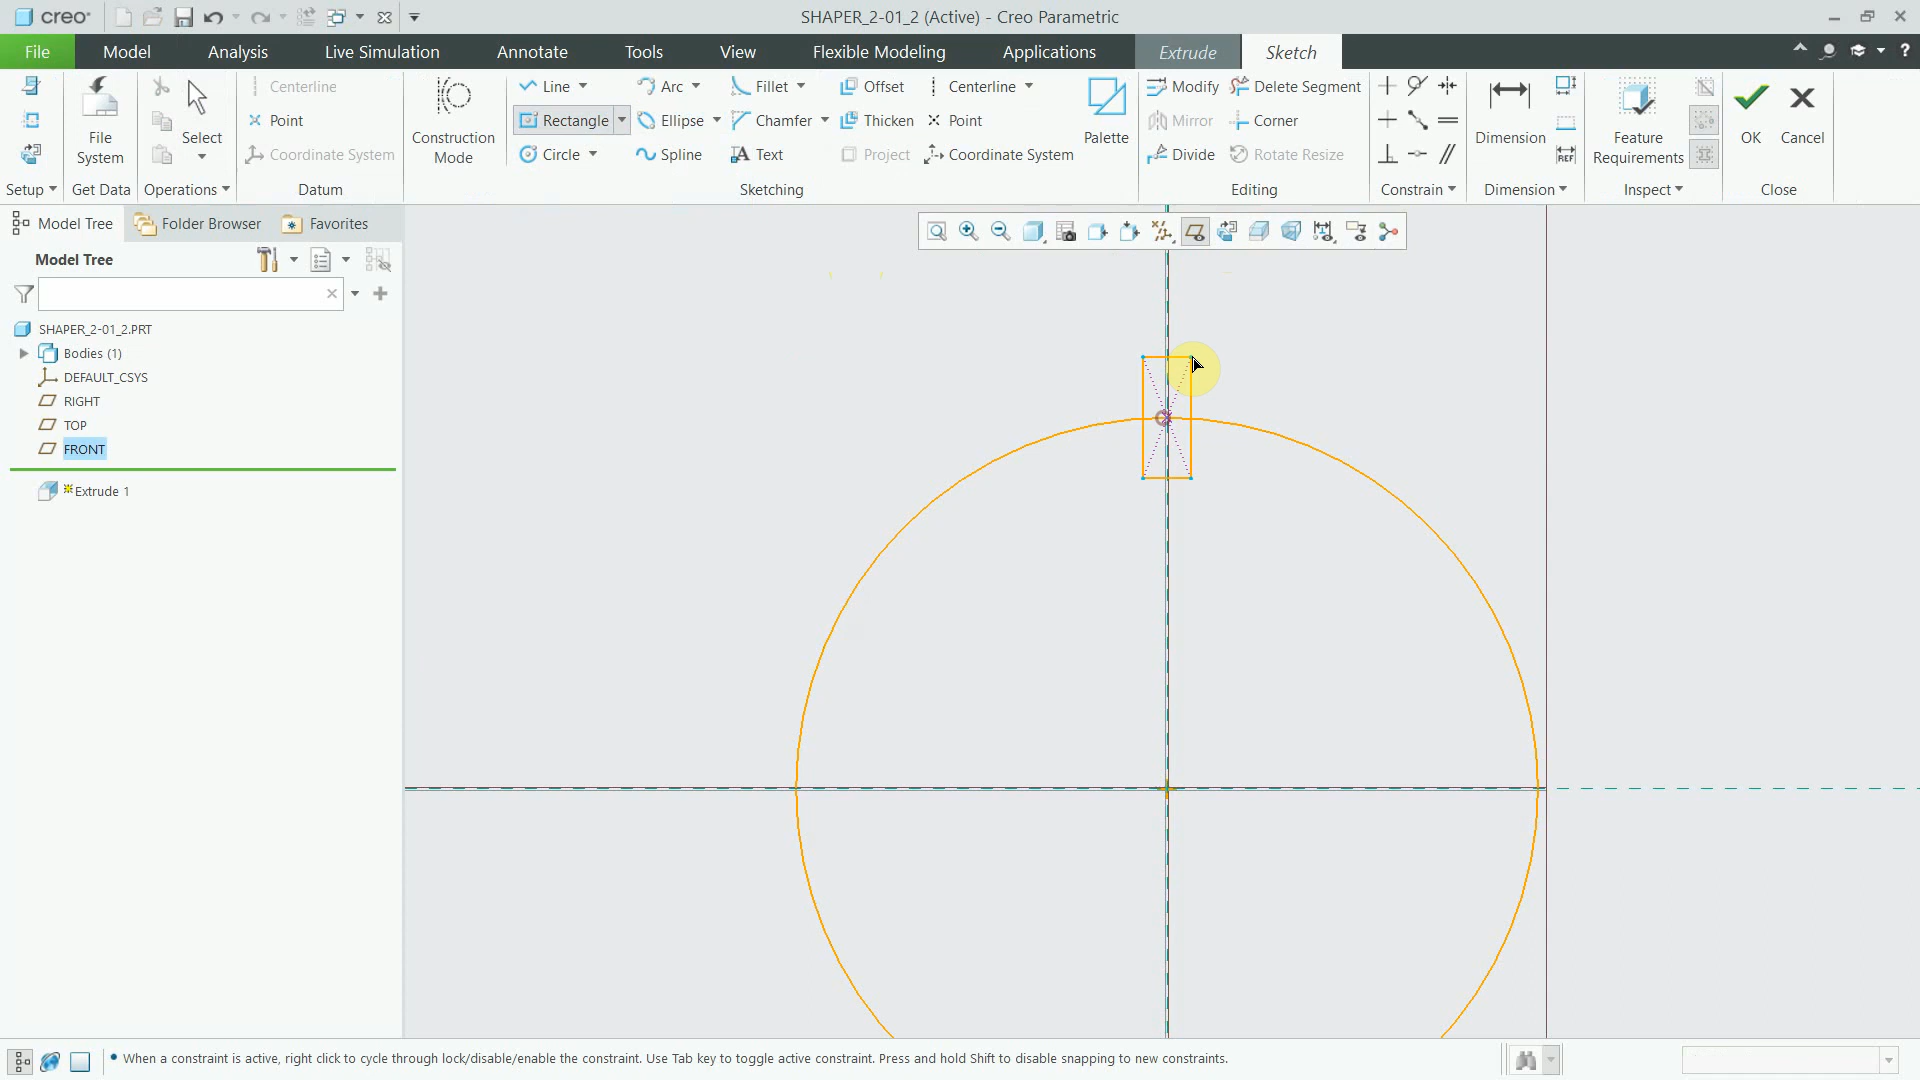 creo
SHAPER_2-01_2 (Active) - Creo Parametric
File Model Analysis Live Simulation Annotate Tools View Flexible Modeling Applications Extrude Sketch
File System
Select
Centerline
Point
Coordinate System
Construction Mode
Line
Rectangle
Circle
Arc
Ellipse
Spline
Fillet
Chamfer
Text
Offset
Thicken
Project
Centerline
Point
Coordinate System
Palette
Modify
Mirror
Divide
Delete Segment
Corner
Rotate Resize
Dimension
REF
Feature Requirements
OK
Cancel
Setup Get Data Operations Datum Sketching Editing Constrain Dimension Inspect Close
Model Tree Folder Browser Favorites
Model Tree
SHAPER_2-01_2.PRT
Bodies (1)
DEFAULT_CSYS
RIGHT
TOP
FRONT
Extrude 1
When a constraint is active, right click to cycle through lock/disable/enable the constraint. Use Tab key to toggle active constraint. Press and hold Shift to disable snapping to new constraints.